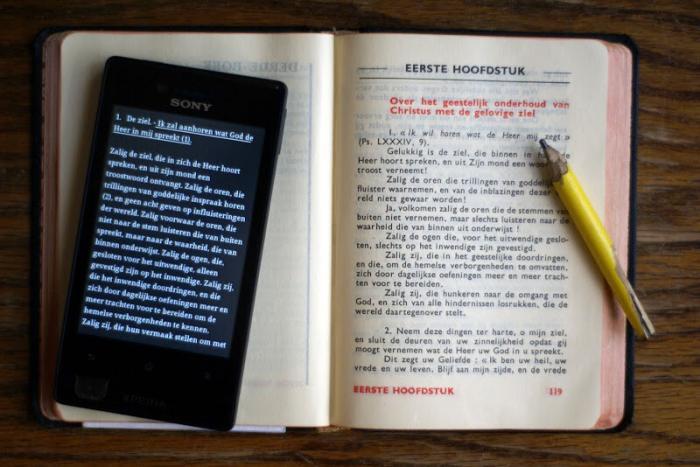 SONY
1. De ziel. - Ik zal aanhoren wat God de
Heer in mij spreekt (1).
Zalig de ziel, die in zich de Heer hoort
spreken, en uit zijn mond een
troostwoord ontvangt. Zalig de oren, die
trillingen van goddelijke inspraak horen
(2), en geen acht geven op influisteringen
der wereld. Zalig voorwaar de oren, die
niet naar de stem luisteren die van buiten
spreekt, maar naar de waarheid, die van
binnen onderwijst. Zalig de ogen, die
gesloten voor het uitwendige, alleen
gevestigd zijn op het inwendige. Zalig zij,
die het inwendige doordringen, en die
zich door dagelijkse oefeningen meer en
meer trachten voor te bereiden om de
hemelse verborgenheden te kennen.
Zalig zij, die hun vermaak stellen om met
XPERIA
DERDE BOEK
EERSTE HOOFDSTUK
Over het geestelijk onderhoud van
Christus met de gelovige ziel
1. « Ik wil horen wat de Heer mij zegt »
(Ps. LXXXIV, 9).
Gelukkig is de ziel, die binnen in de
Heer hoort spreken, en uit Zijn mond een
troost verneemt!
Zalig de oren die trillingen van
fluister waarnemen, en van de inblazingen dezer
reld niets gewaar worden!
Ja, volkomen zalig de oren die de stemmen van
buiten niet vernemen, maar slechts luisteren naar de
waarheid die van binnen uit onderwijst !
Zalig de ogen die, voor het uitwendige geslo-
ten, slechts op het inwendige zijn gevestigd.
Zalig zij, die in het geestelijke doordringen,
en die, om de hemelse verborgenheden te omvatten,
zich door dagelijkse oefeningen meer en meer trach-
ten voor te bereiden.
Zalig zij, die hunkeren naar de omgang met
God, en zich van alle hindernissen losrukken, die de
wereld daartegenover stelt.
2. Neem deze dingen ter harte, o mijn ziel,
en sluit de deuren van uw zinnelijkheid opdat gij
moogt vernemen wat de Heer uw God in u spreekt.
Dit zegt uw Geliefde : « Ik ben uw heil, uw
vrede en uw leven. Blijf aan mijn zijde, en de vrede
EERSTE HOOFDSTUK 119